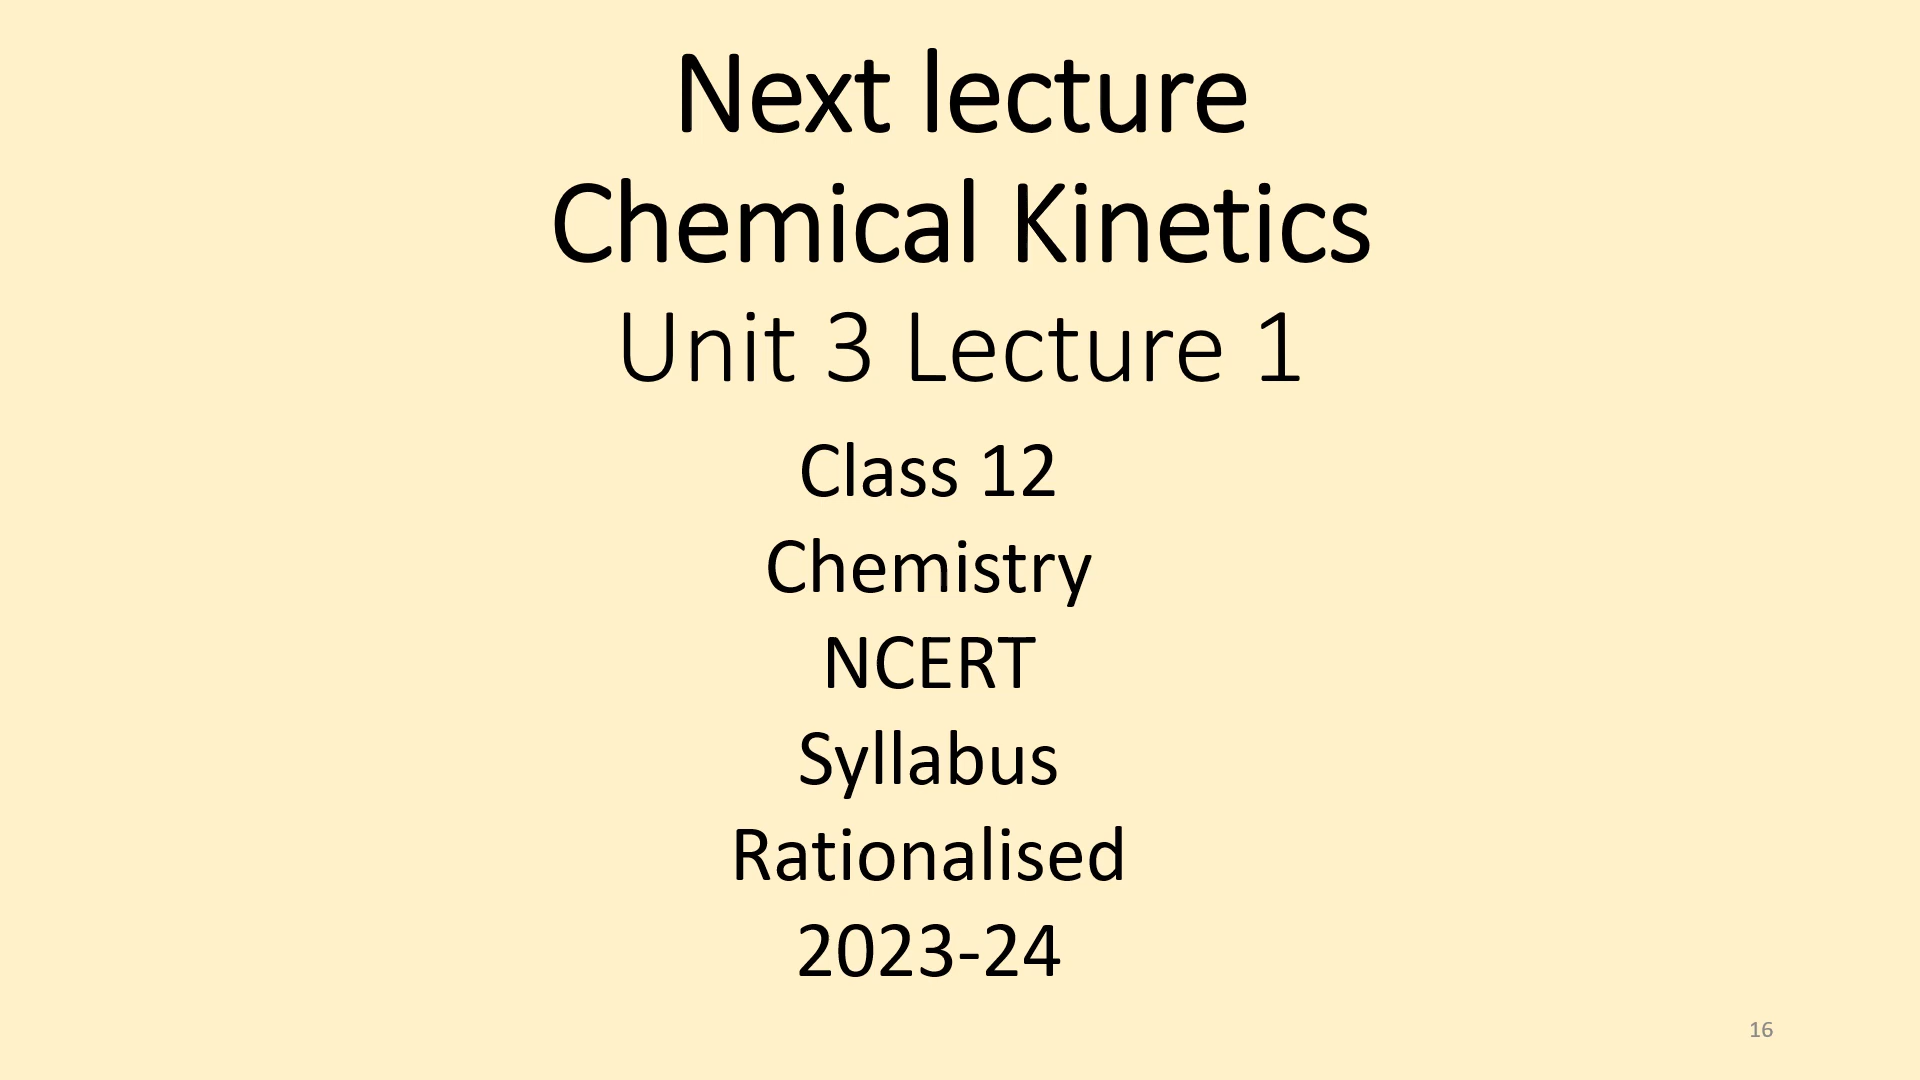 Next lecture
Chemical Kinetics
Unit 3 Lecture 1
Class 12
Chemistry
NCERT
Syllabus
Rationalised
2023-24
16